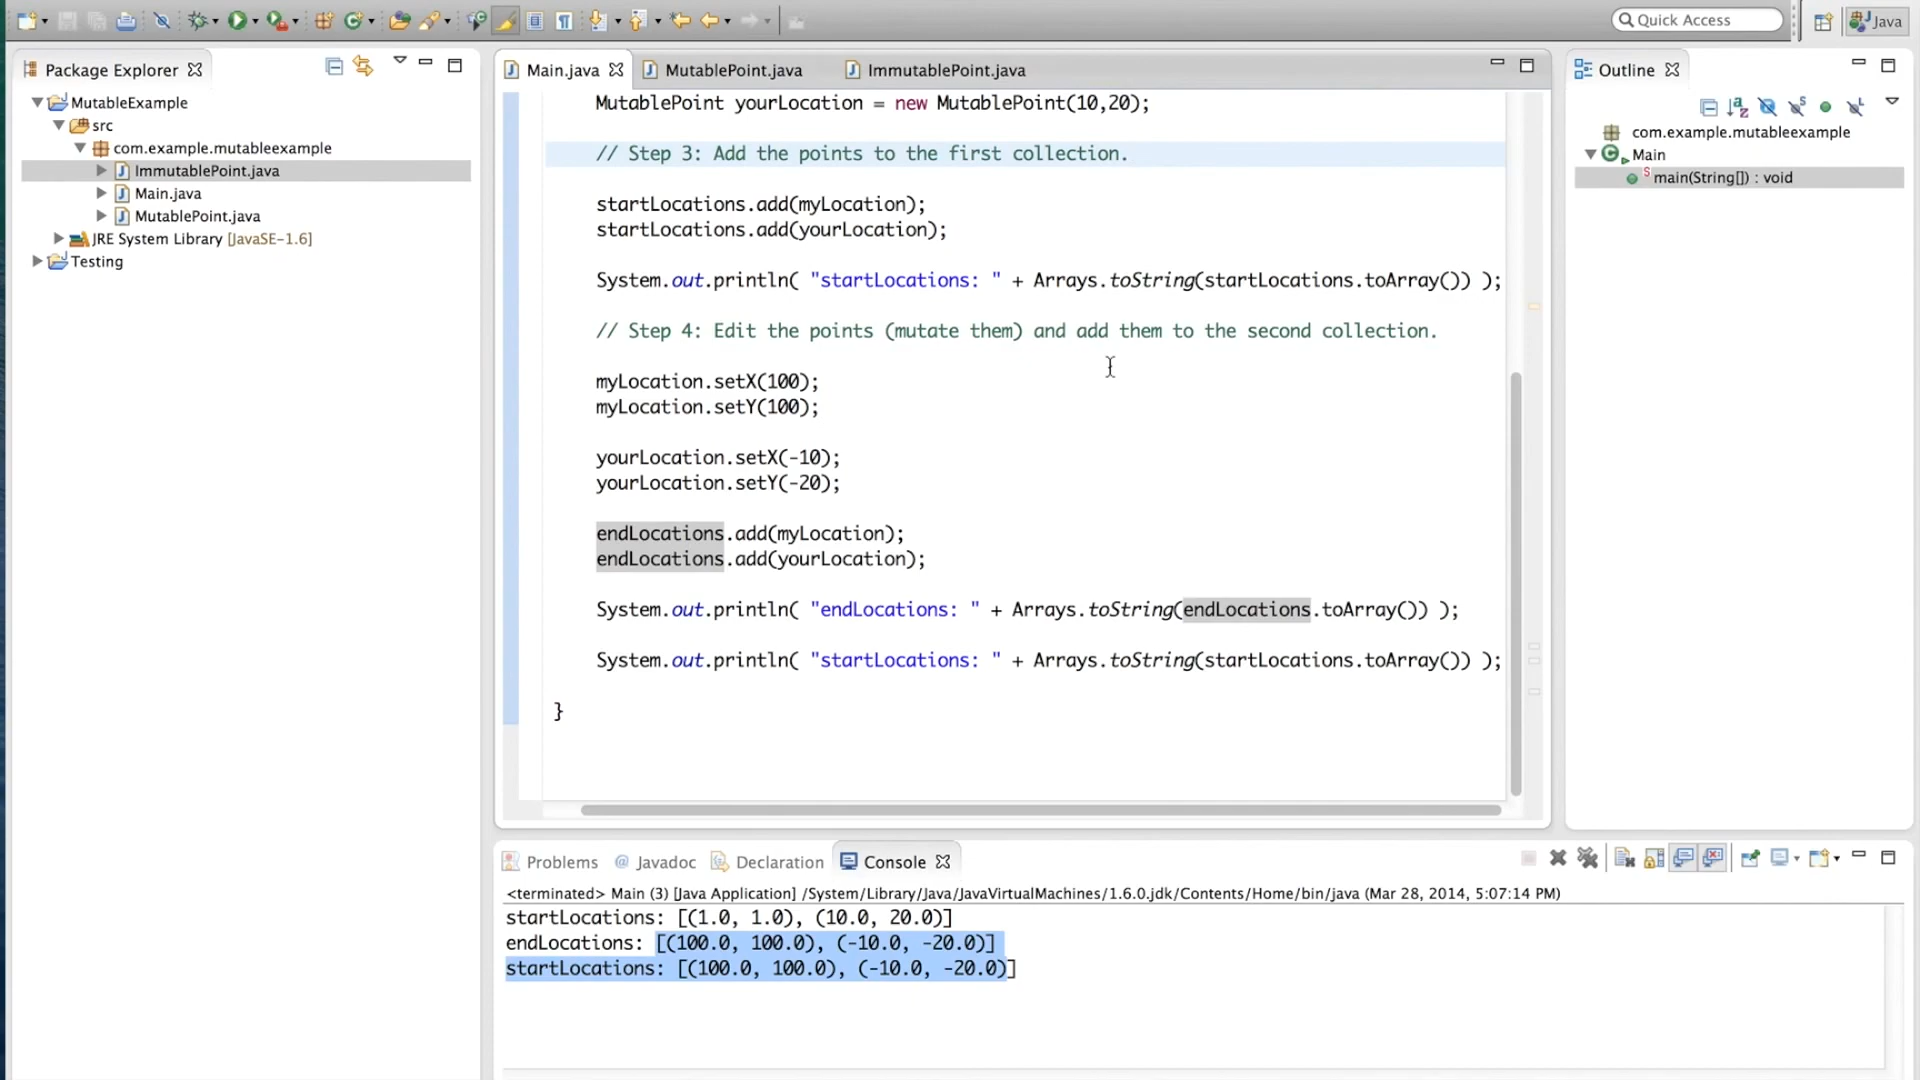 Quick Access
Java
Package Explorer
MutableExample
src
com.example.mutableexample
ImmutablePoint.java
Main.java
MutablePoint.java
JRE System Library [JavaSE-1.6]
Testing
Main.java
MutablePoint.java
ImmutablePoint.java
MutablePoint yourLocation = new MutablePoint(10,20);
// Step 3: Add the points to the first collection.
startLocations.add(myLocation);
startLocations.add(yourLocation);
System.out.println( "startLocations: " + Arrays.toString(startLocations.toArray()) );
// Step 4: Edit the points (mutate them) and add them to the second collection.
myLocation.setX(100);
myLocation.setY(100);
yourLocation.setX(-10);
yourLocation.setY(-20);
endLocations.add(myLocation);
endLocations.add(yourLocation);
System.out.println( "endLocations: " + Arrays.toString(endLocations.toArray()) );
System.out.println( "startLocations: " + Arrays.toString(startLocations.toArray()) );
}
Outline
com.example.mutableexample
Main
main(String[]) : void
Problems
@ Javadoc
Declaration
Console
<terminated> Main (3) [Java Application] /System/Library/Java/JavaVirtualMachines/1.6.0.jdk/Contents/Home/bin/java (Mar 28, 2014, 5:07:14 PM)
startLocations: [(1.0, 1.0), (10.0, 20.0)]
endLocations: [(100.0, 100.0), (-10.0, -20.0)]
startLocations: [(100.0, 100.0), (-10.0, -20.0)]